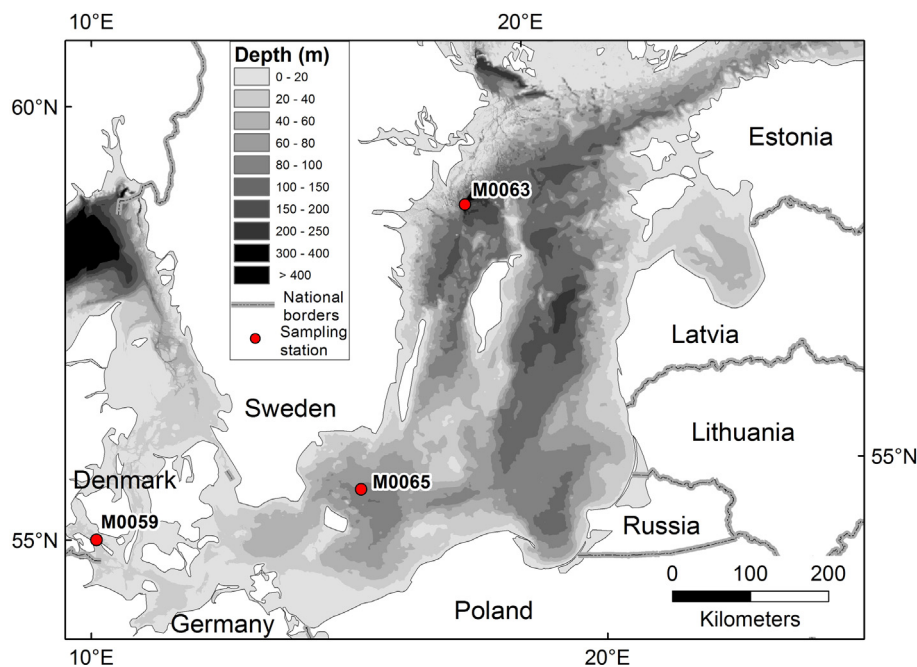 10°E
20°E
60°N
Depth (m)
0 - 20
20 - 40
40 - 60
60 - 80
80 - 100
100 - 150
150 - 200
200 - 250
300 - 400
> 400
National
borders
Sampling
station
Estonia
M0063
Latvia
Sweden
Lithuania
55°N
Denmark
M0065
M0059
Russia
55°N
0 100 200
Kilometers
Poland
Germany
10°E
20°E